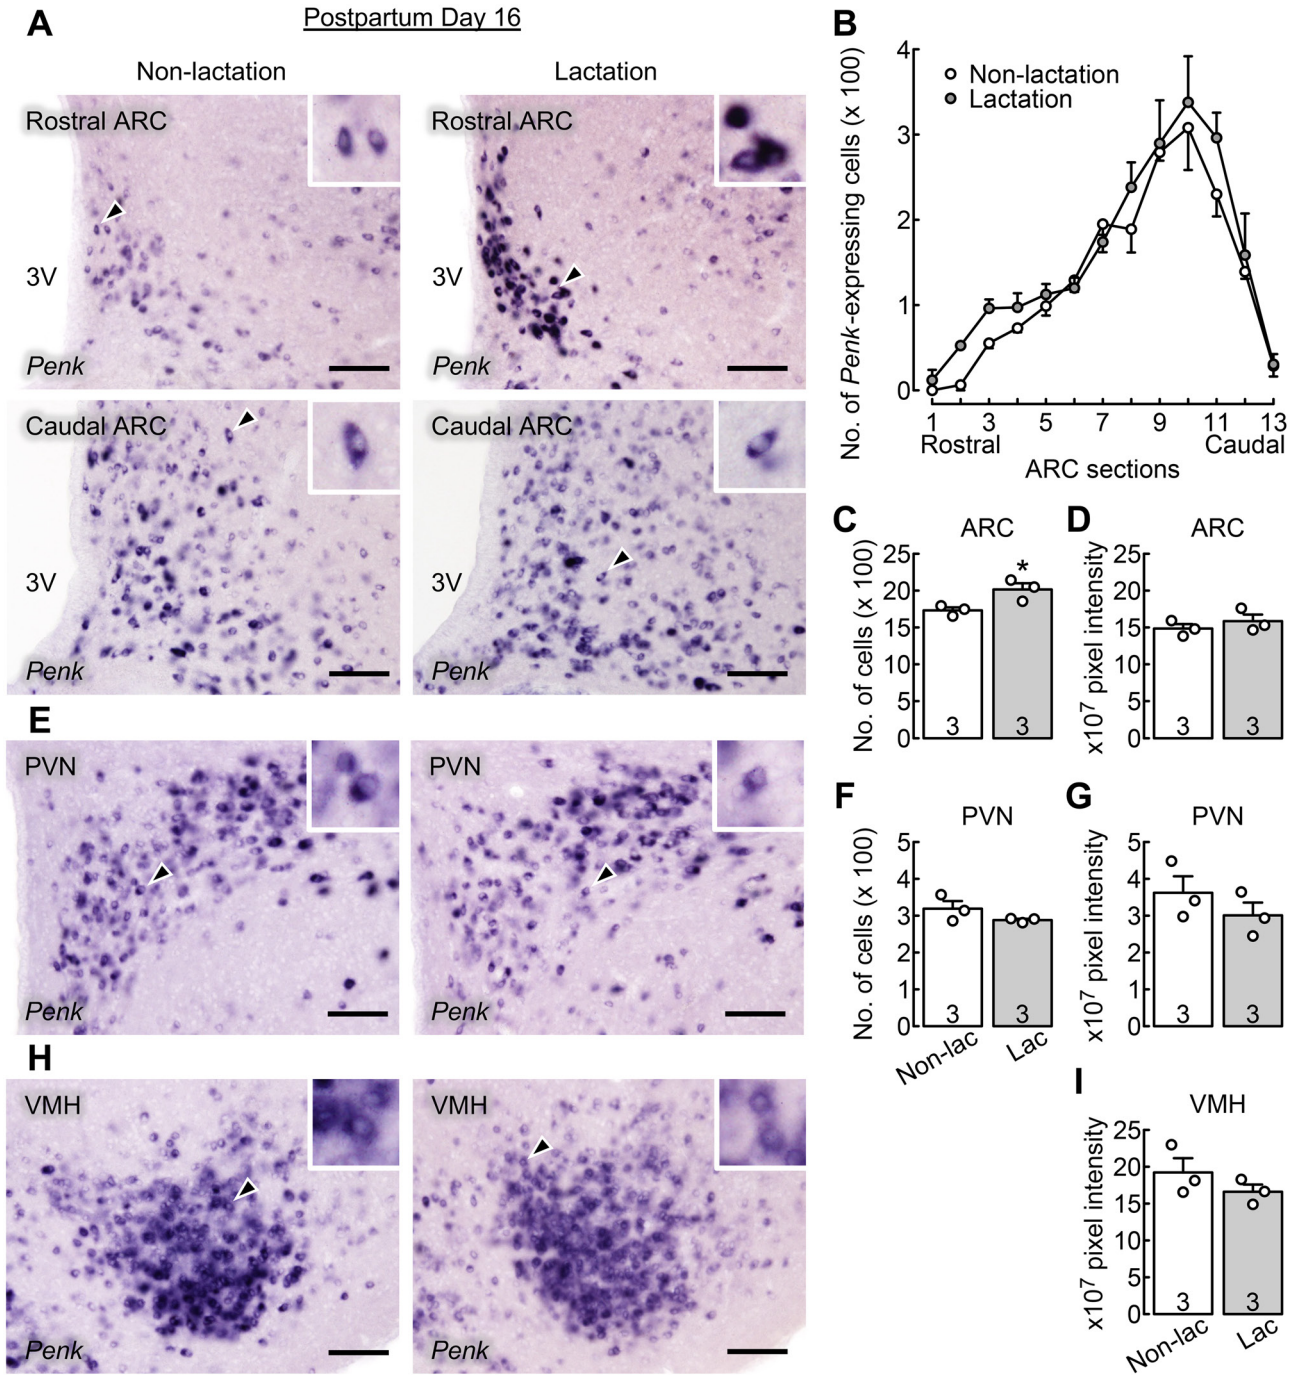 Postpartum Day 16
A
Non-lactation
Lactation
Rostral ARC
3V
Penk
Rostral ARC
3V
Penk
Caudal ARC
3V
Penk
Caudal ARC
3V
Penk
B
No. of Penk-expressing cells (x 100)
4
3
2
1
0
Non-lactation
Lactation
1 3 5 7 9 11 13
Rostral Caudal
ARC sections
C
ARC
No. of cells (x 100)
25
20
15
10
5
0
*
3 3
D
ARC
x10⁷ pixel intensity
25
20
15
10
5
0
3 3
E
PVN
Penk
PVN
Penk
F
PVN
No. of cells (x 100)
5
4
3
2
1
0
3 3
Non-lac Lac
G
PVN
x10⁷ pixel intensity
5
4
3
2
1
0
3 3
H
VMH
Penk
VMH
Penk
I
VMH
x10⁷ pixel intensity
25
20
15
10
5
0
3 3
Non-lac Lac